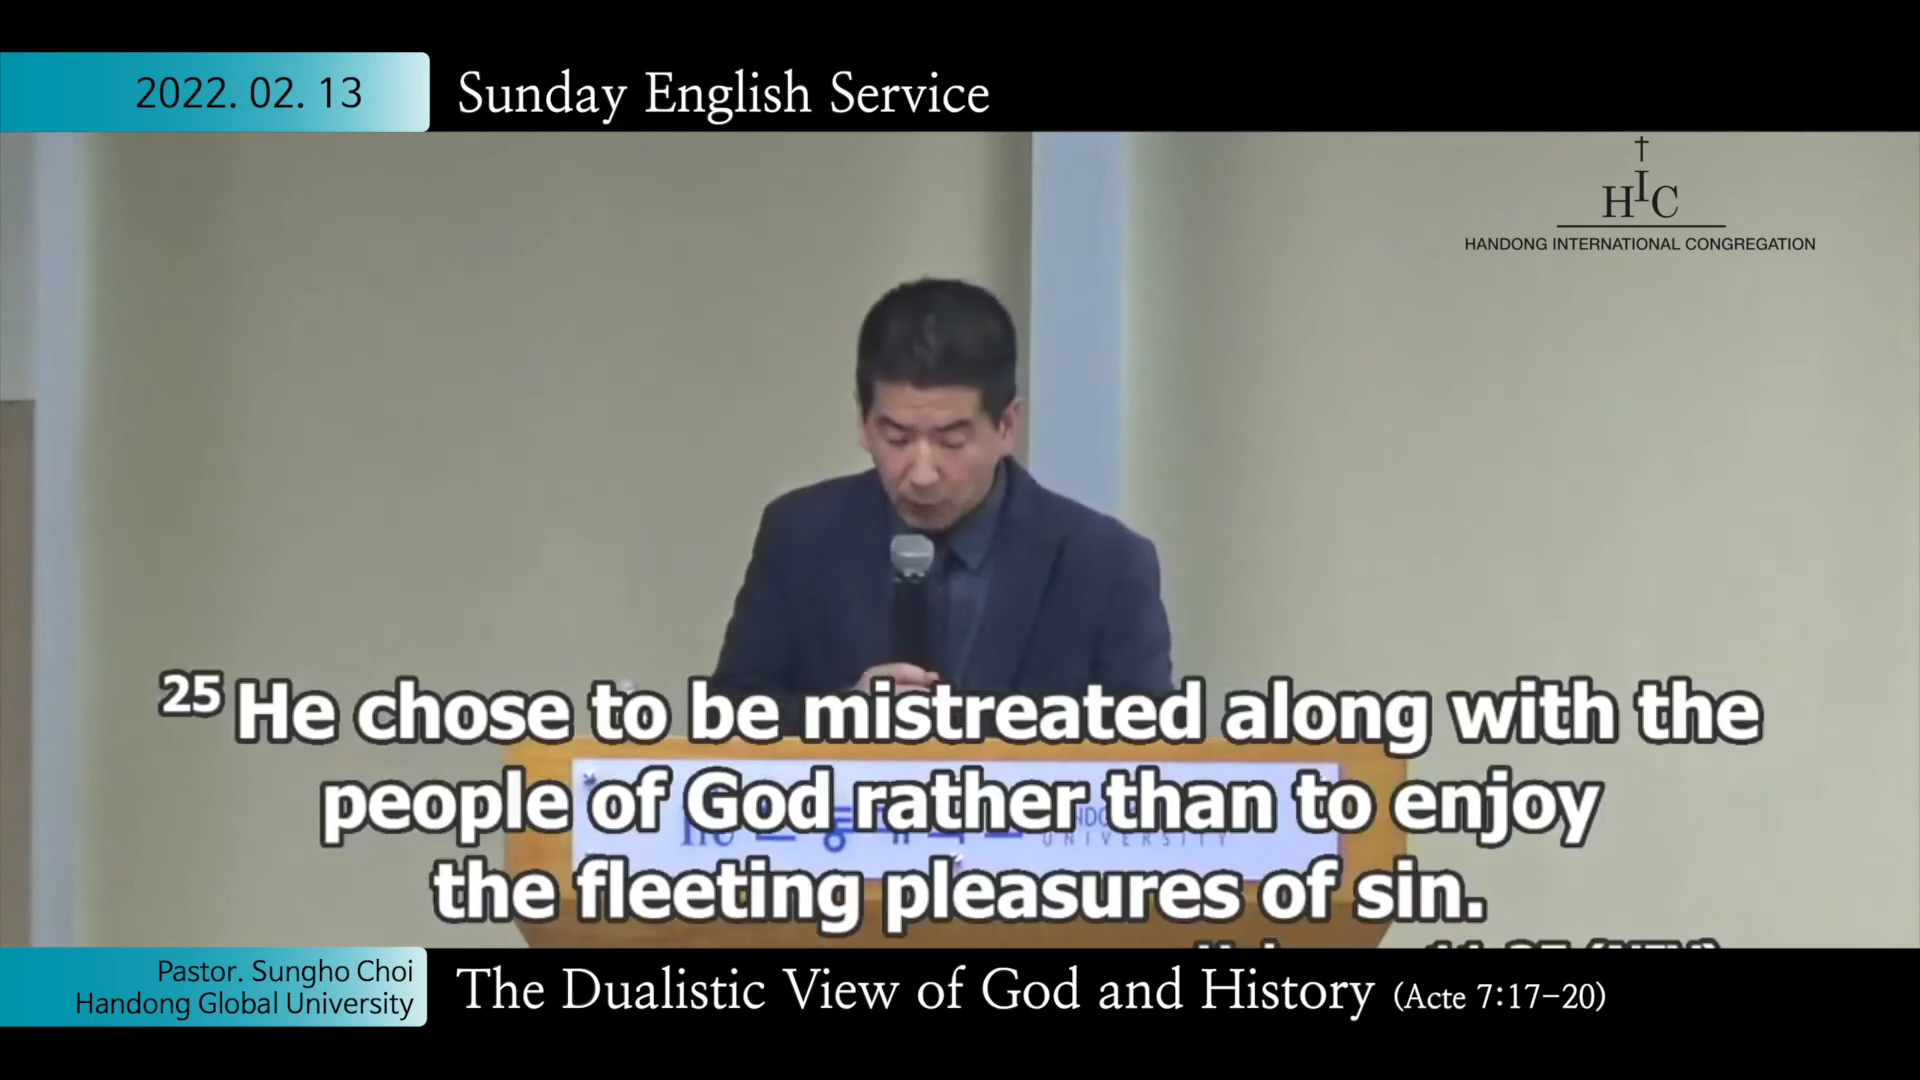 2022. 02. 13
Sunday English Service
HIC
HANDONG INTERNATIONAL CONGREGATION
25 He chose to be mistreated along with the
people of God rather than to enjoy
the fleeting pleasures of sin.
UNIVERSITY
Pastor. Sungho Choi
Handong Global University
The Dualistic View of God and History (Acte 7:17-20)